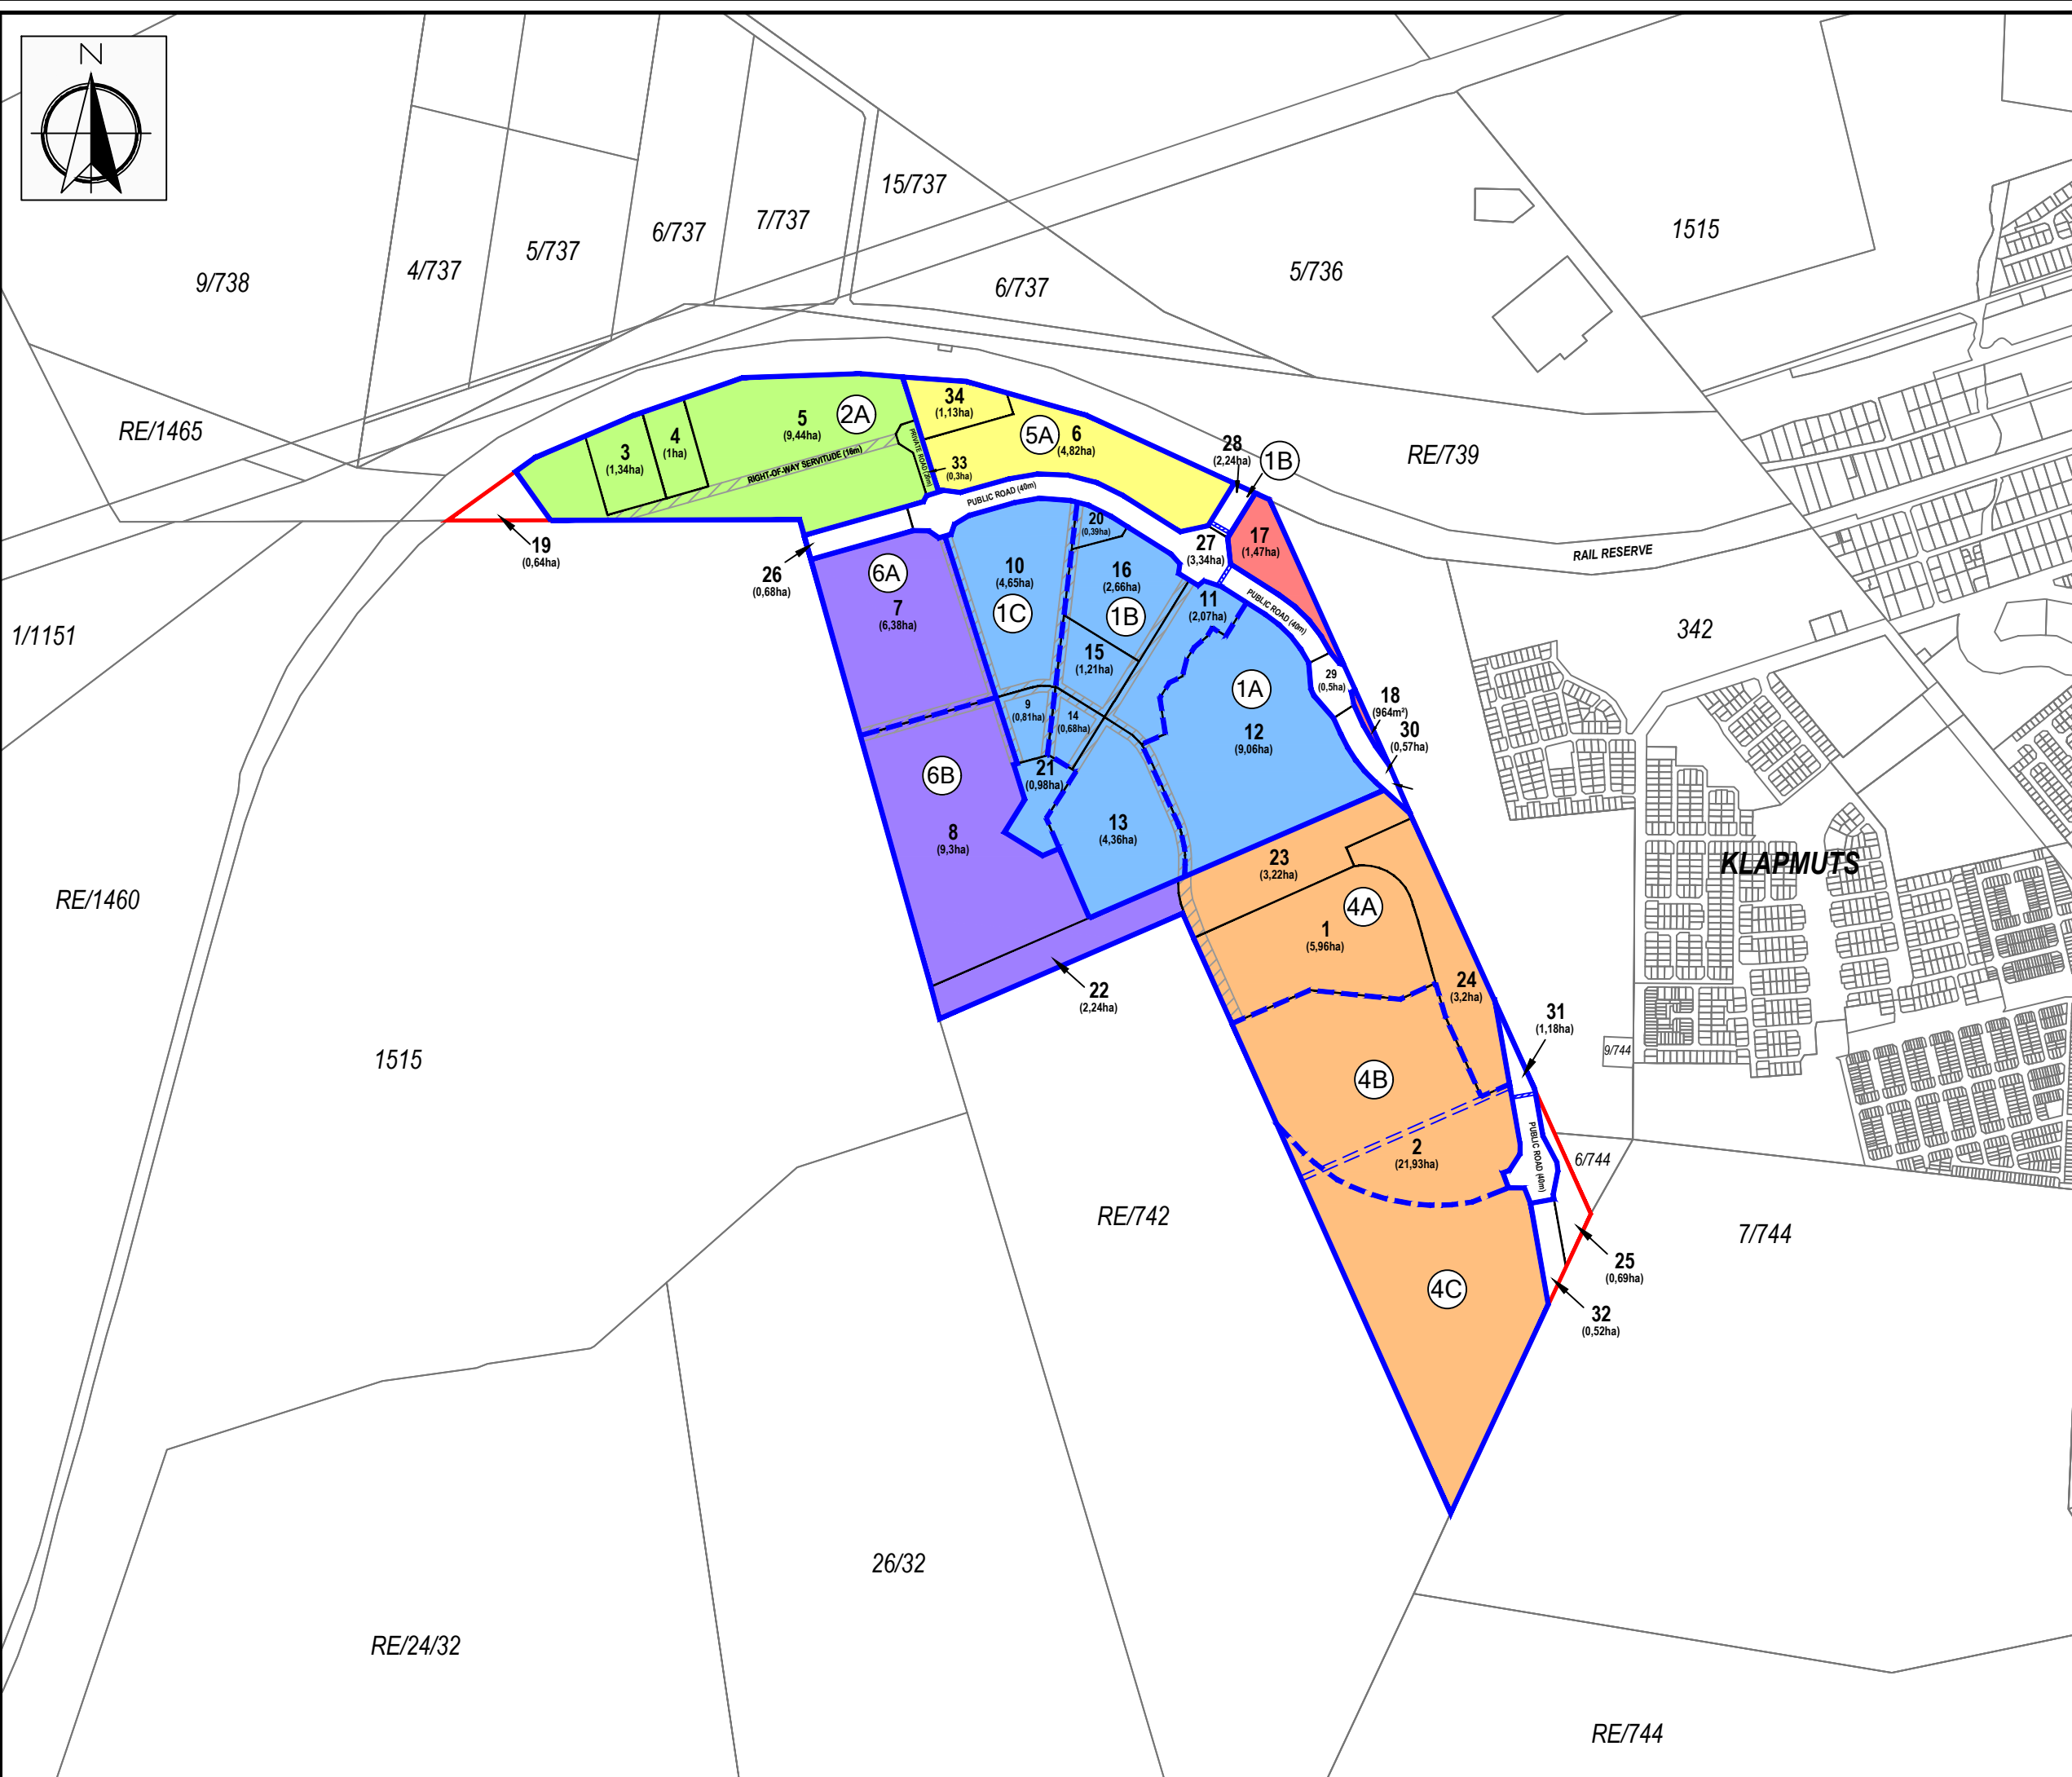 N
15/737
7/737
6/737
5/737
4/737
9/738
6/737
5/736
1515
RE/1465
RE/739
RAIL RESERVE
342
1/1151
KLAPMUTS
RE/1460
1515
RE/742
9/744
6/744
7/744
26/32
RE/24/32
RE/744
34
(1,13ha)
5
(9,44ha)
2A
4
(1ha)
3
(1,34ha)
RIGHT-OF-WAY SERVITUDE (16m)
5A
6
(4,82ha)
28
(2,24ha)
1B
33
(0,3ha)
PUBLIC ROAD (40m)
19
(0,64ha)
26
(0,68ha)
20
(0,39ha)
27
(3,34ha)
17
(1,47ha)
6A
7
(6,38ha)
10
(4,65ha)
1C
16
(2,66ha)
1B
11
(2,07ha)
PUBLIC ROAD (40m)
15
(1,21ha)
29
(0,5ha)
1A
12
(9,06ha)
18
(964m²)
30
(0,57ha)
9
(0,81ha)
14
(0,68ha)
21
(0,98ha)
6B
8
(9,3ha)
13
(4,36ha)
23
(3,22ha)
4A
1
(5,96ha)
24
(3,2ha)
22
(2,24ha)
31
(1,18ha)
4B
2
(21,93ha)
PUBLIC ROAD (40m)
25
(0,69ha)
4C
32
(0,52ha)